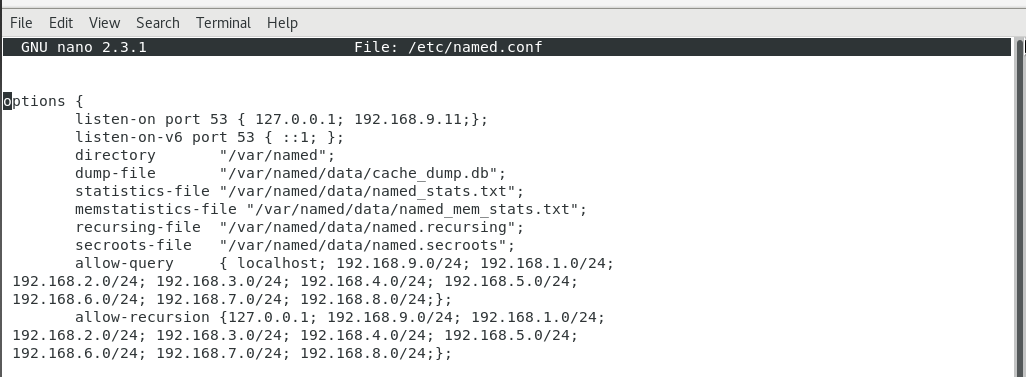 File Edit View Search Terminal Help
GNU nano 2.3.1 File: /etc/named.conf
options {
listen-on port 53 { 127.0.0.1; 192.168.9.11;};
listen-on-v6 port 53 { ::1; };
directory "/var/named";
dump-file "/var/named/data/cache_dump.db";
statistics-file "/var/named/data/named_stats.txt";
memstatistics-file "/var/named/data/named_mem_stats.txt";
recursing-file "/var/named/data/named.recursing";
secroots-file "/var/named/data/named.secroots";
allow-query { localhost; 192.168.9.0/24; 192.168.1.0/24;
192.168.2.0/24; 192.168.3.0/24; 192.168.4.0/24; 192.168.5.0/24;
192.168.6.0/24; 192.168.7.0/24; 192.168.8.0/24;};
allow-recursion {127.0.0.1; 192.168.9.0/24; 192.168.1.0/24;
192.168.2.0/24; 192.168.3.0/24; 192.168.4.0/24; 192.168.5.0/24;
192.168.6.0/24; 192.168.7.0/24; 192.168.8.0/24;};